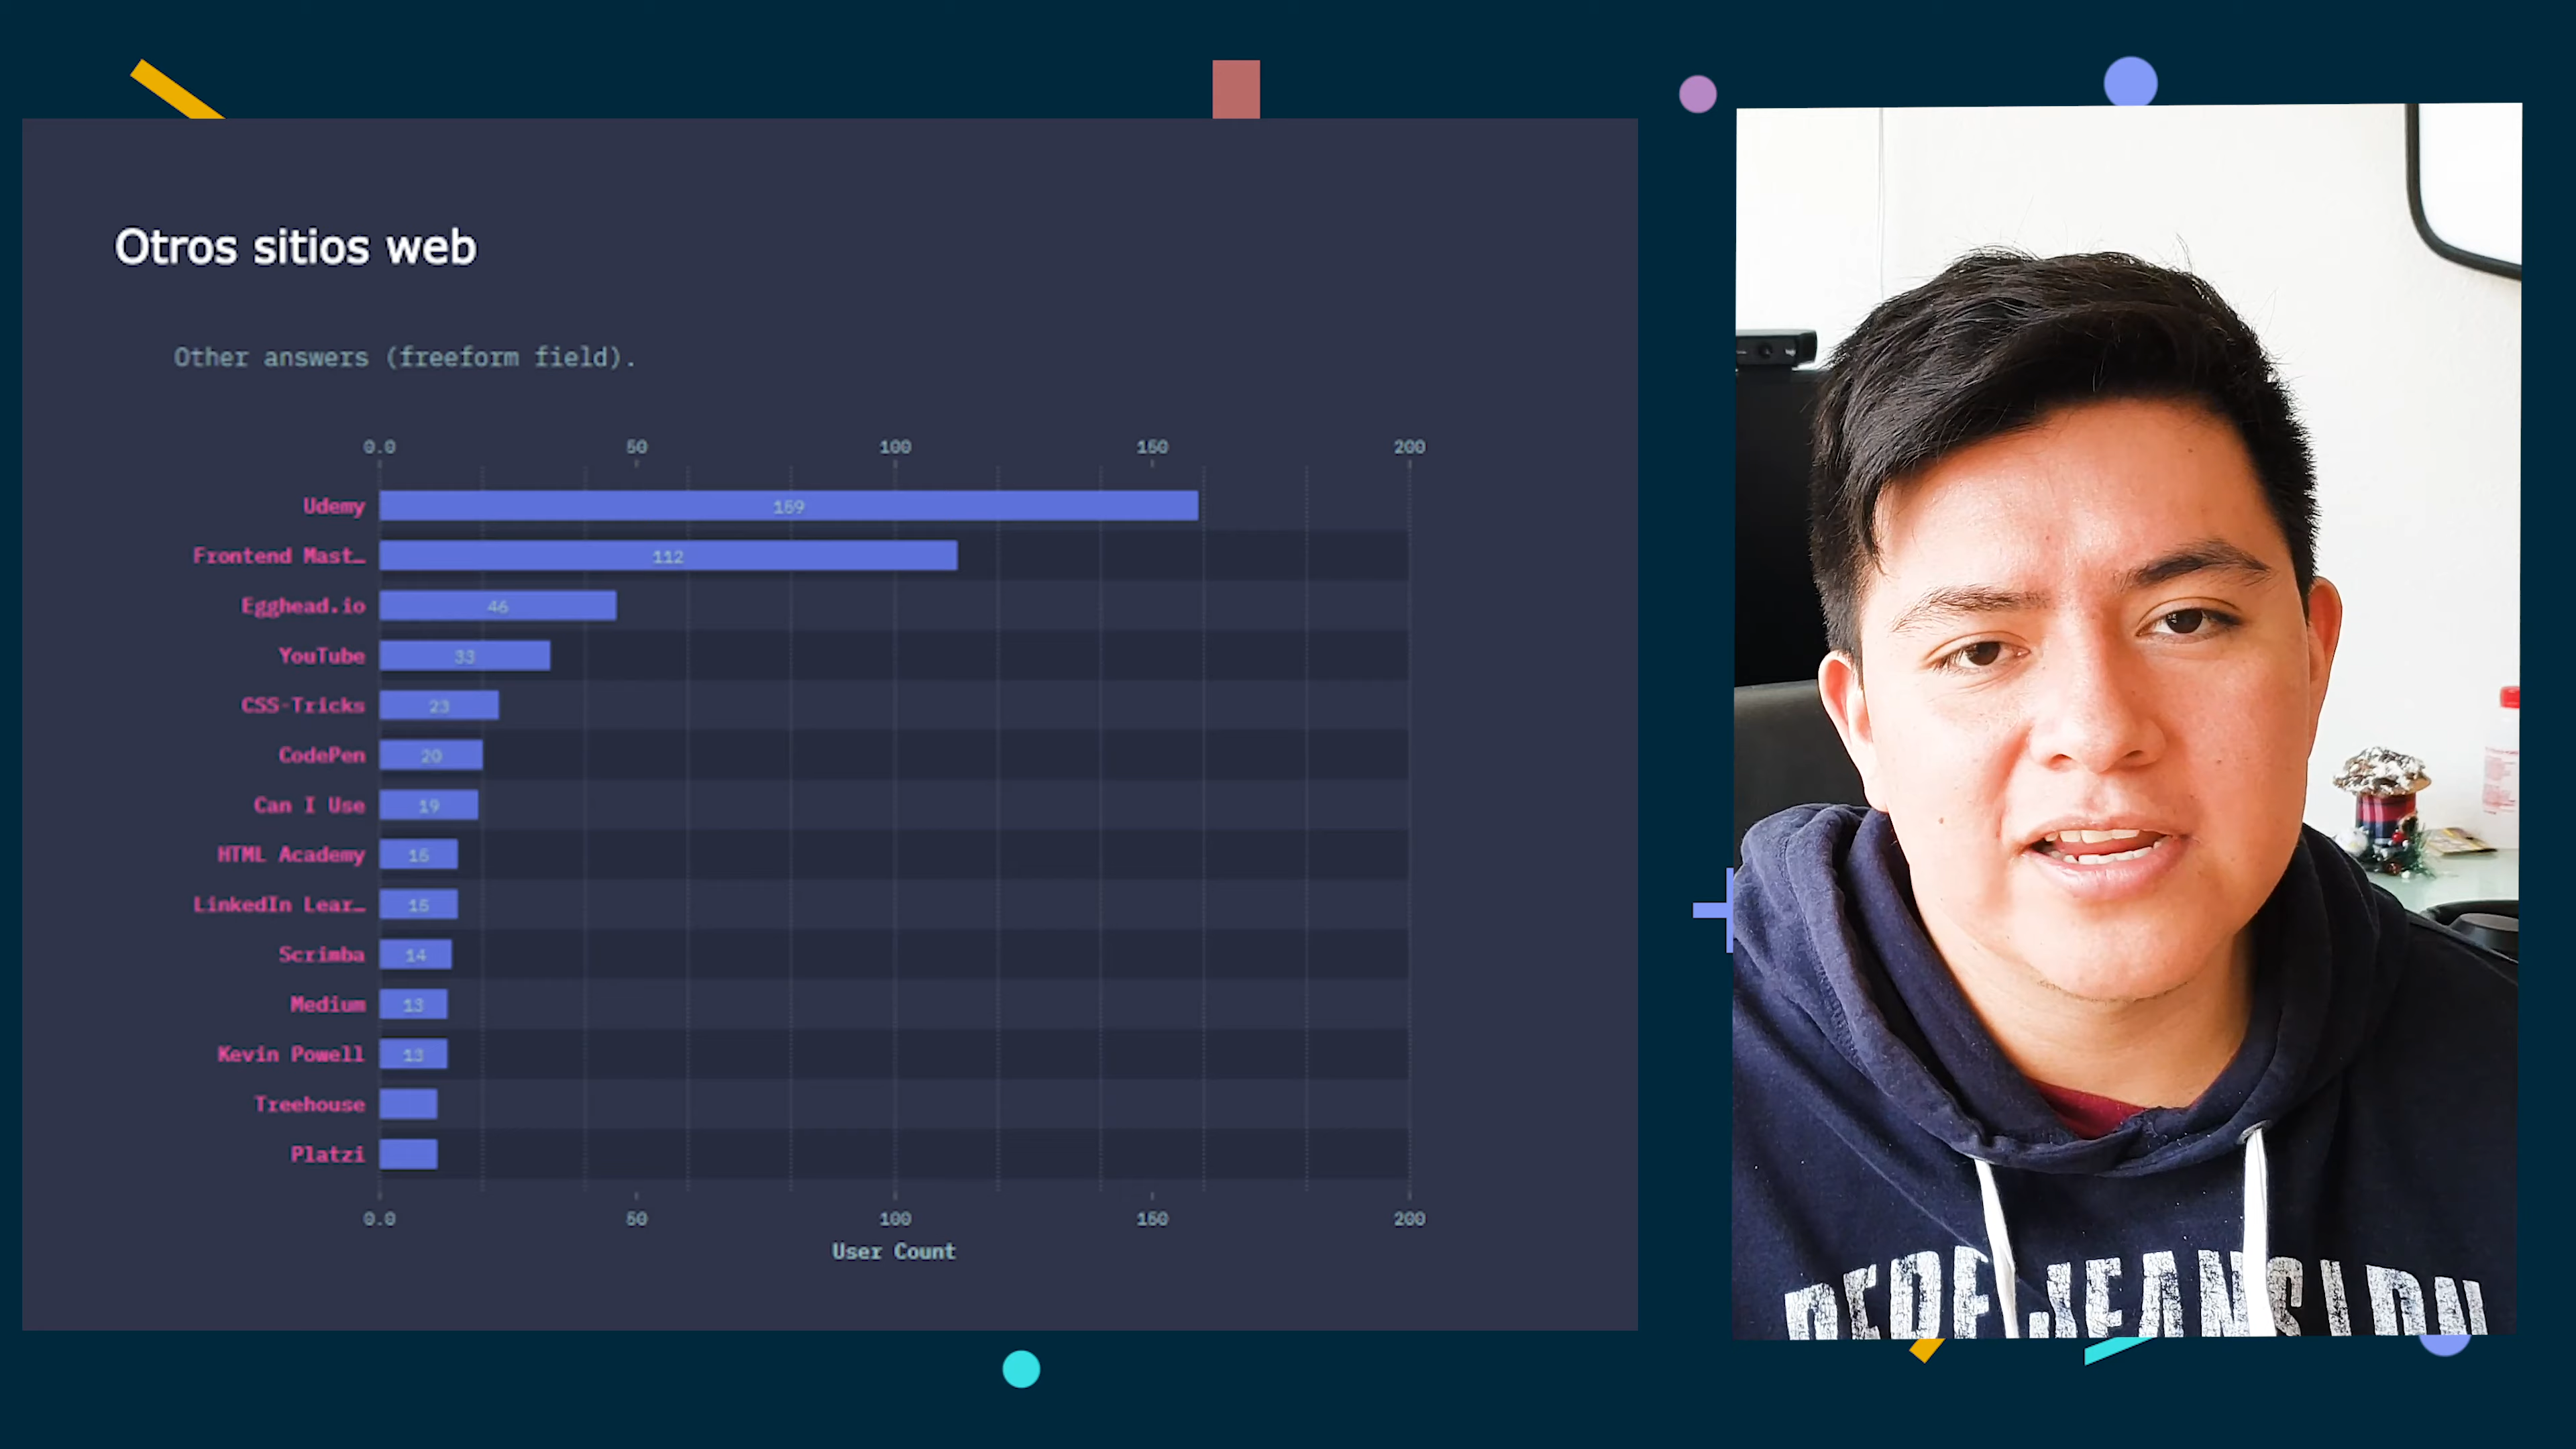 Otros sitios web
Other answers (freeform field).
0.0 50 100 150 200
Udemy 159
Frontend Mast… 112
Egghead.io 46
YouTube 33
CSS-Tricks 23
CodePen 20
Can I Use 19
HTML Academy 15
LinkedIn Lear… 15
Scrimba 14
Medium 13
Kevin Powell 13
Treehouse
Platzi
0.0 50 100 150 200
User Count